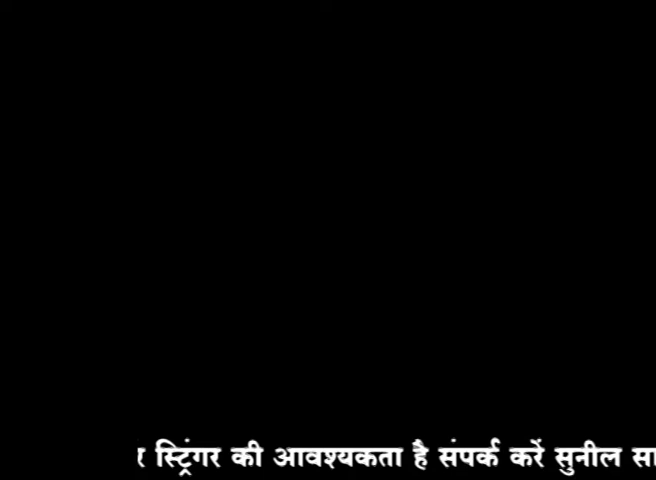 स्ट्रिंगर की आवश्यकता है संपर्क करें सुनील